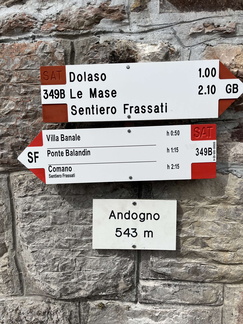 SAT Dolaso 1.00
349B Le Mase 2.10 GB
Sentiero Frassati
Villa Banale h 0:50 SAT
SF Ponte Balandin h 1:15 349B
Comano h 2:15
Sentiero Frassati
Andogno
543 m